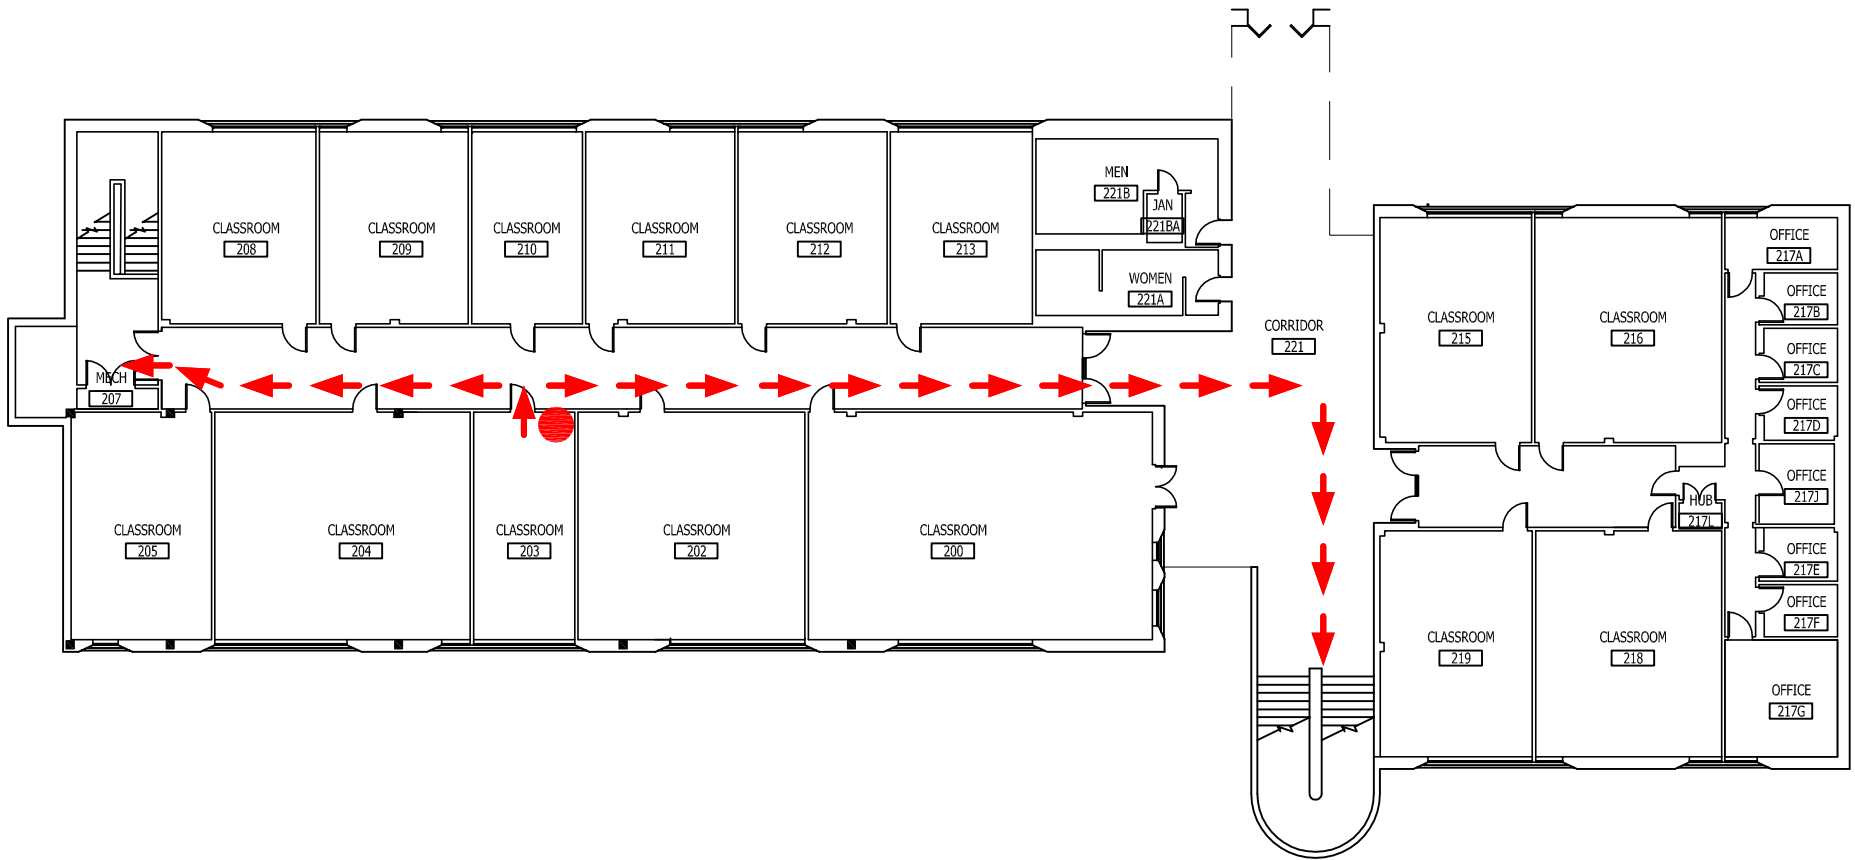 CLASSROOM
208
CLASSROOM
209
CLASSROOM
210
CLASSROOM
211
CLASSROOM
212
CLASSROOM
213
MEN
221B
JAN
221BA
WOMEN
221A
CORRIDOR
221
CLASSROOM
215
CLASSROOM
216
OFFICE
217A
OFFICE
217B
OFFICE
217C
OFFICE
217D
OFFICE
217J
HUB
217L
OFFICE
217E
OFFICE
217F
OFFICE
217G
MECH
207
CLASSROOM
205
CLASSROOM
204
CLASSROOM
203
CLASSROOM
202
CLASSROOM
200
CLASSROOM
219
CLASSROOM
218